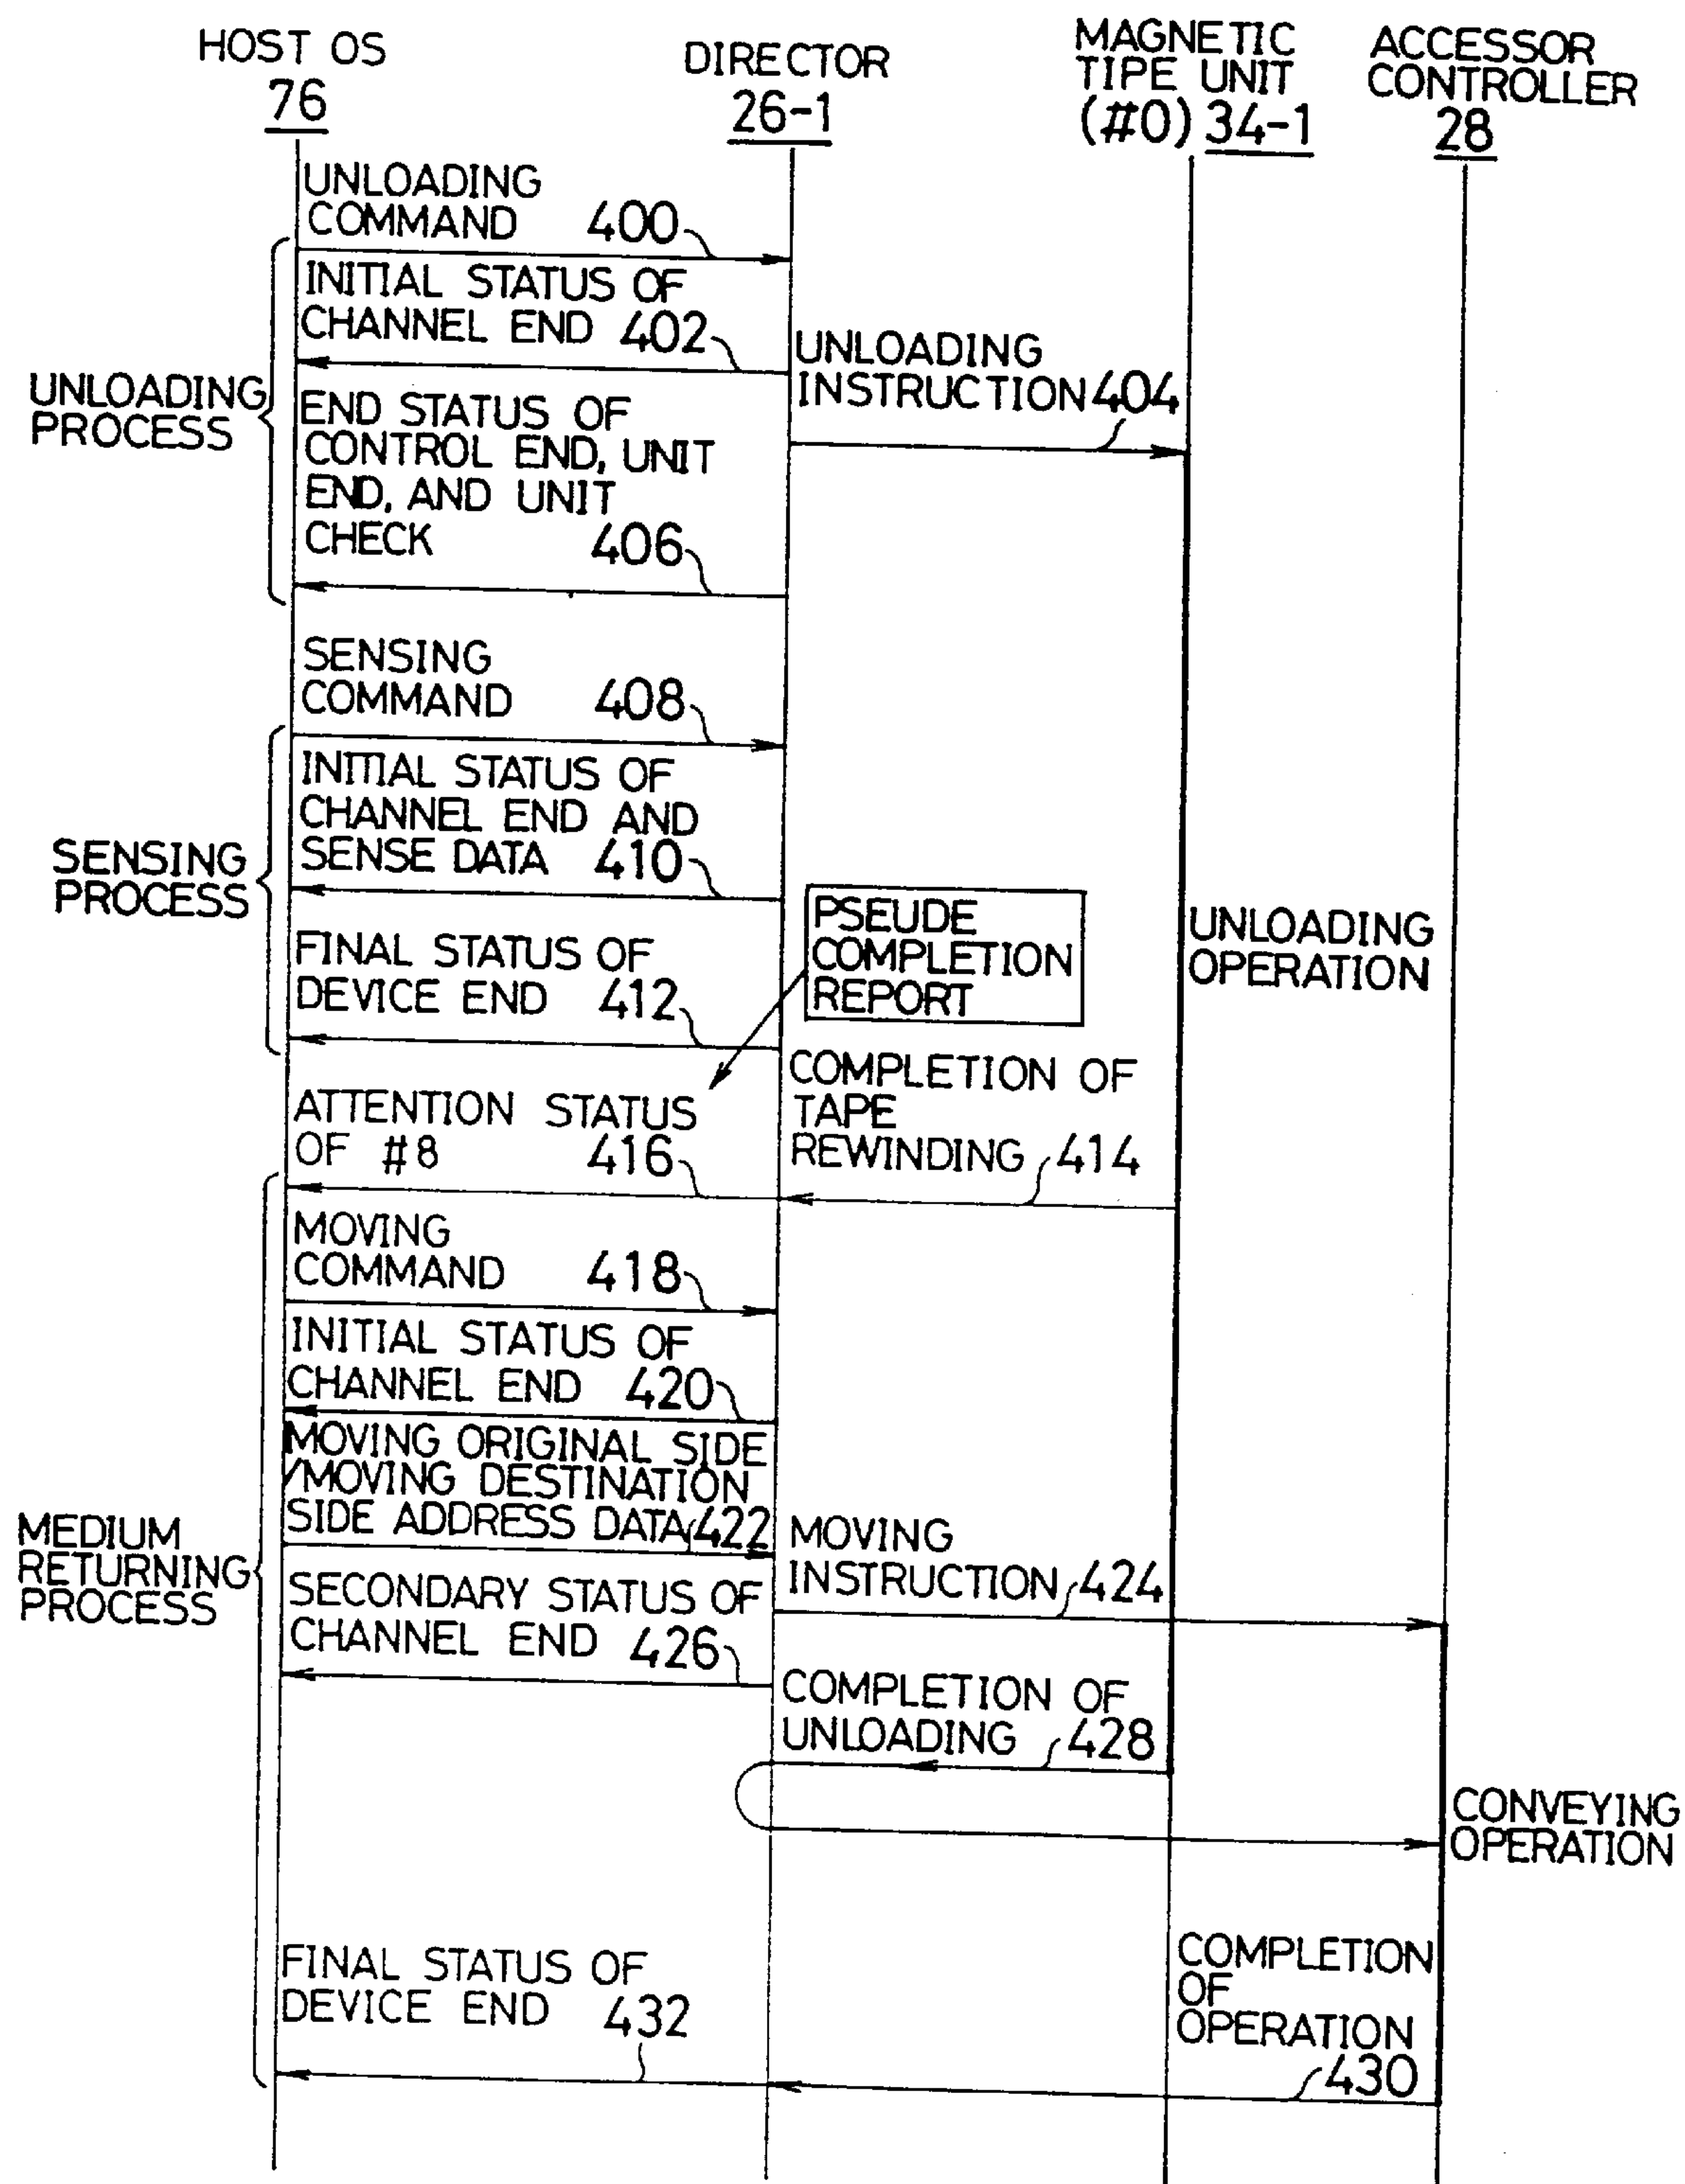 HOST OS
76
DIRECTOR
26-1
MAGNETIC
TIPE UNIT
(#0) 34-1
ACCESSOR
CONTROLLER
28
UNLOADING
COMMAND 400
INITIAL STATUS OF
CHANNEL END 402
UNLOADING
INSTRUCTION 404
UNLOADING
PROCESS
END STATUS OF
CONTROL END, UNIT
END, AND UNIT
CHECK 406
SENSING
COMMAND 408
INITIAL STATUS OF
CHANNEL END AND
SENSE DATA 410
SENSING
PROCESS
PSEUDE
COMPLETION
REPORT
UNLOADING
OPERATION
FINAL STATUS OF
DEVICE END 412
COMPLETION OF
TAPE
REWINDING 414
ATTENTION STATUS
OF #8 416
MOVING
COMMAND 418
INITIAL STATUS OF
CHANNEL END 420
MOVING ORIGINAL SIDE
/MOVING DESTINATION
SIDE ADDRESS DATA 422
MOVING
INSTRUCTION 424
MEDIUM
RETURNING
PROCESS
SECONDARY STATUS OF
CHANNEL END 426
COMPLETION OF
UNLOADING 428
CONVEYING
OPERATION
FINAL STATUS OF
DEVICE END 432
COMPLETION
OF
OPERATION
430